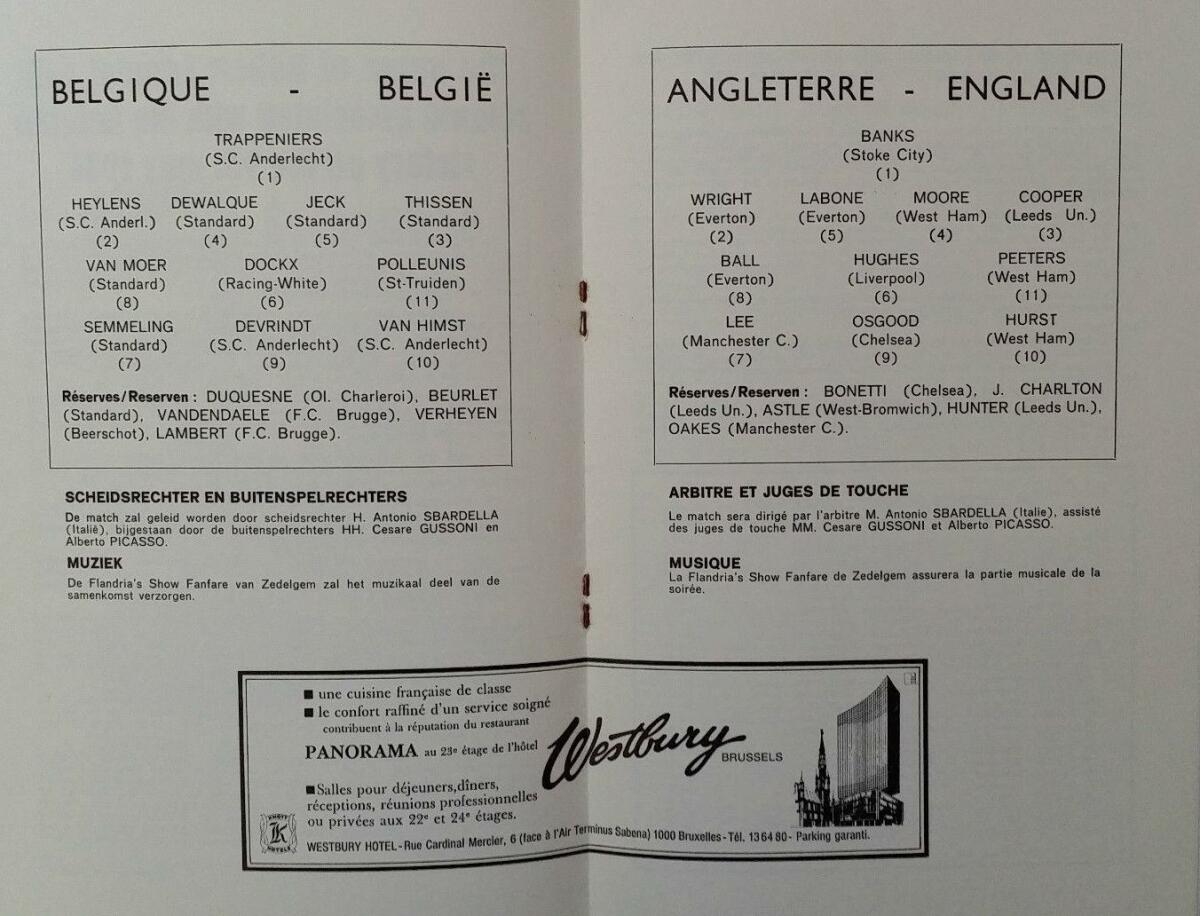 BELGIQUE - BELGIË
TRAPPENIERS
(S.C. Anderlecht)
(1)
HEYLENS DEWALQUE JECK THISSEN
(S.C. Anderl.) (Standard) (Standard) (Standard)
(2) (4) (5) (3)
VAN MOER DOCKX POLLEUNIS
(Standard) (Racing-White) (St-Truiden)
(8) (6) (11)
SEMMELING DEVRINDT VAN HIMST
(Standard) (S.C. Anderlecht) (S.C. Anderlecht)
(7) (9) (10)
Réserves/Reserven : DUQUESNE (Ol. Charleroi), BEURLET
(Standard), VANDENDAELE (F.C. Brugge), VERHEYEN
(Beerschot), LAMBERT (F.C. Brugge).
SCHEIDSRECHTER EN BUITENSPELRECHTERS
De match zal geleid worden door scheidsrechter H. Antonio SBARDELLA
(Italië), bijgestaan door de buitenspelrechters HH. Cesare GUSSONI en
Alberto PICASSO.
MUZIEK
De Flandria's Show Fanfare van Zedelgem zal het muzikaal deel van de
samenkomst verzorgen.
ANGLETERRE - ENGLAND
BANKS
(Stoke City)
(1)
WRIGHT LABONE MOORE COOPER
(Everton) (Everton) (West Ham) (Leeds Un.)
(2) (5) (4) (3)
BALL HUGHES PEETERS
(Everton) (Liverpool) (West Ham)
(8) (6) (11)
LEE OSGOOD HURST
(Manchester C.) (Chelsea) (West Ham)
(7) (9) (10)
Réserves/Reserven : BONETTI (Chelsea), J. CHARLTON
(Leeds Un.), ASTLE (West-Bromwich), HUNTER (Leeds Un.),
OAKES (Manchester C.).
ARBITRE ET JUGES DE TOUCHE
Le match sera dirigé par l'arbitre M. Antonio SBARDELLA (Italie), assisté
des juges de touche MM. Cesare GUSSONI et Alberto PICASSO.
MUSIQUE
La Flandria's Show Fanfare de Zedelgem assurera la partie musicale de la
soirée.
■ une cuisine française de classe
■ le confort raffiné d'un service soigné
contribuent à la réputation du restaurant
PANORAMA au 23e étage de l'hôtel
■ Salles pour déjeuners, dîners,
réceptions, réunions professionnelles
ou privées aux 22e et 24e étages.
Westbury
BRUSSELS
KNOTT
K
HOTELS
WESTBURY HOTEL - Rue Cardinal Mercier, 6 (face à l'Air Terminus Sabena) 1000 Bruxelles - Tél. 13 64 80 - Parking garanti.